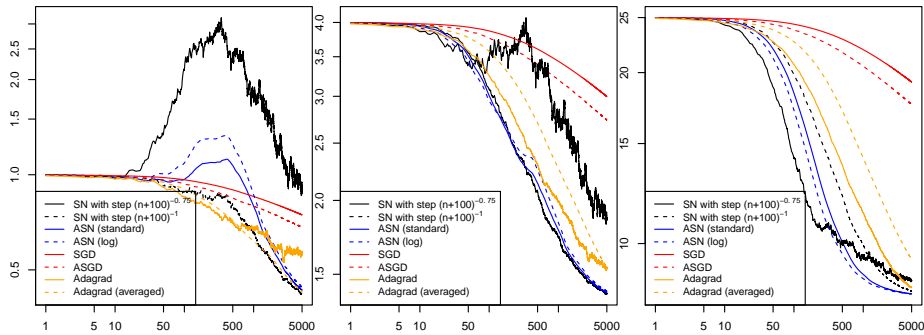 2.5
2.0
1.5
1.0
0.5
SN with step (n+100)^−0.75
SN with step (n+100)^−1
ASN (standard)
ASN (log)
SGD
ASGD
Adagrad
Adagrad (averaged)
1 5 10 50 500 5000
4.0
3.0
2.5
2.0
1.5
SN with step (n+100)^−0.75
SN with step (n+100)^−1
ASN (standard)
ASN (log)
SGD
ASGD
Adagrad
Adagrad (averaged)
1 5 10 50 500 5000
25
20
15
10
SN with step (n+100)^−0.75
SN with step (n+100)^−1
ASN (standard)
ASN (log)
SGD
ASGD
Adagrad
Adagrad (averaged)
1 5 10 50 500 5000